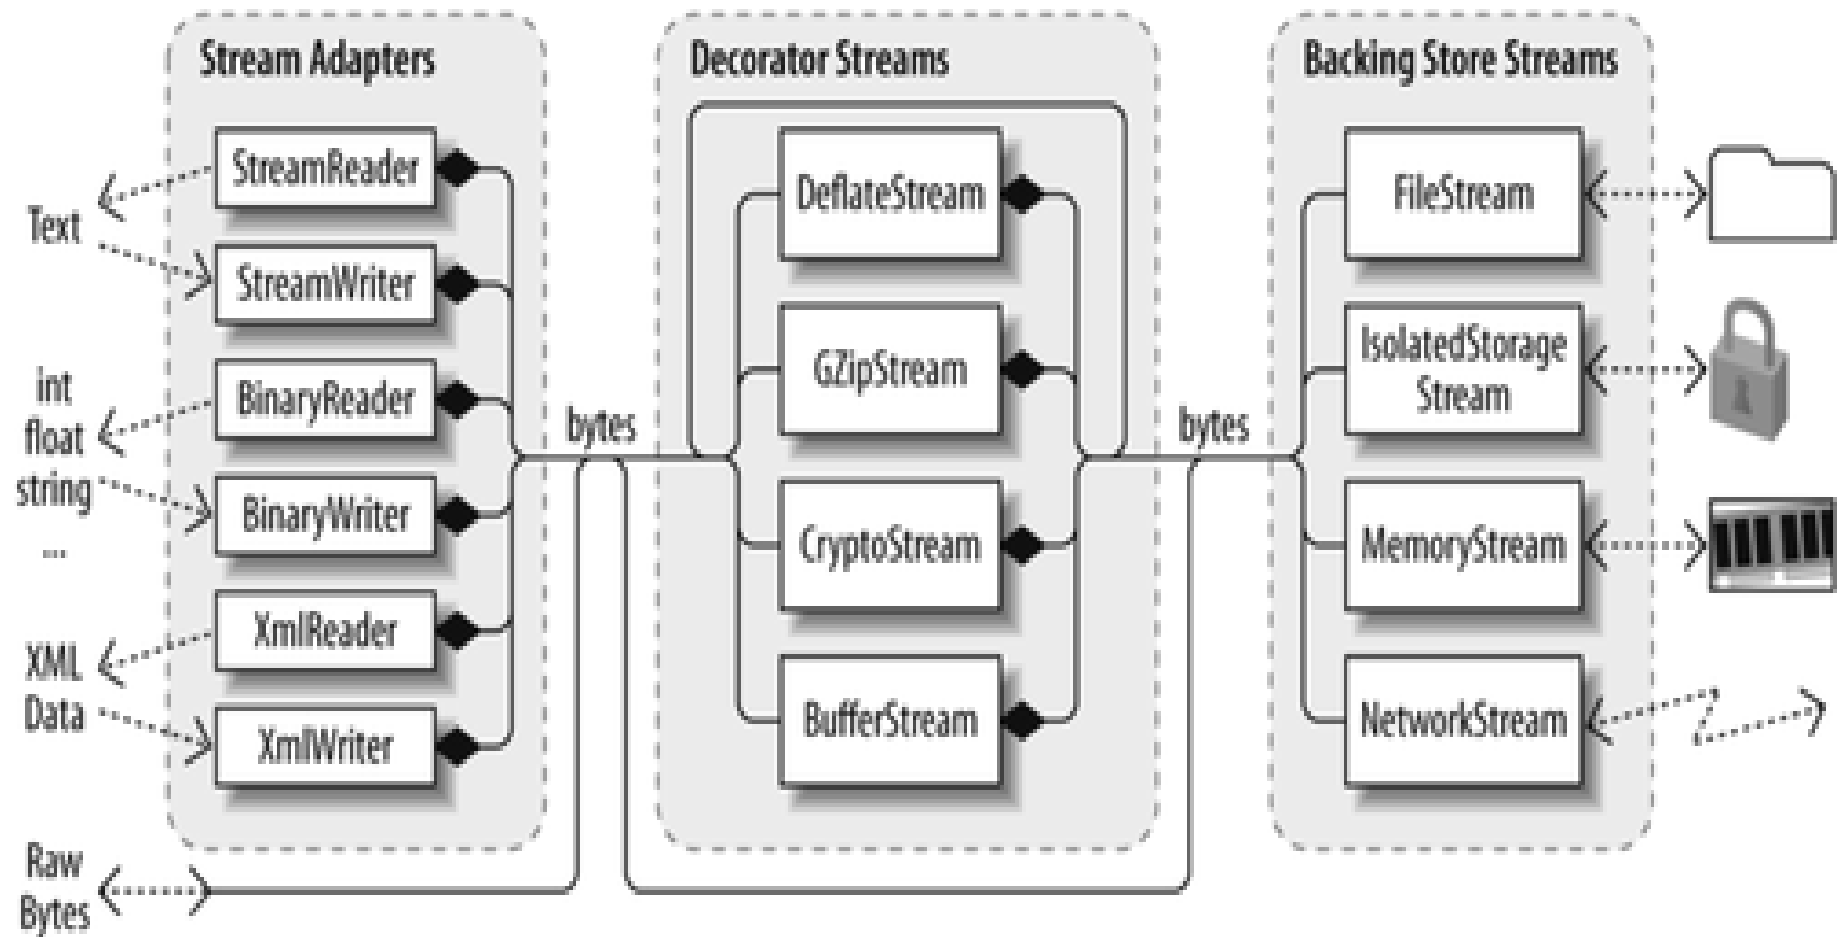 Stream Adapters
Decorator Streams
Backing Store Streams
Text
int
float
string
...
XML
Data
Raw
Bytes
StreamReader
StreamWriter
BinaryReader
BinaryWriter
XmlReader
XmlWriter
bytes
DeflateStream
GZipStream
CryptoStream
BufferStream
bytes
FileStream
IsolatedStorage
Stream
MemoryStream
NetworkStream